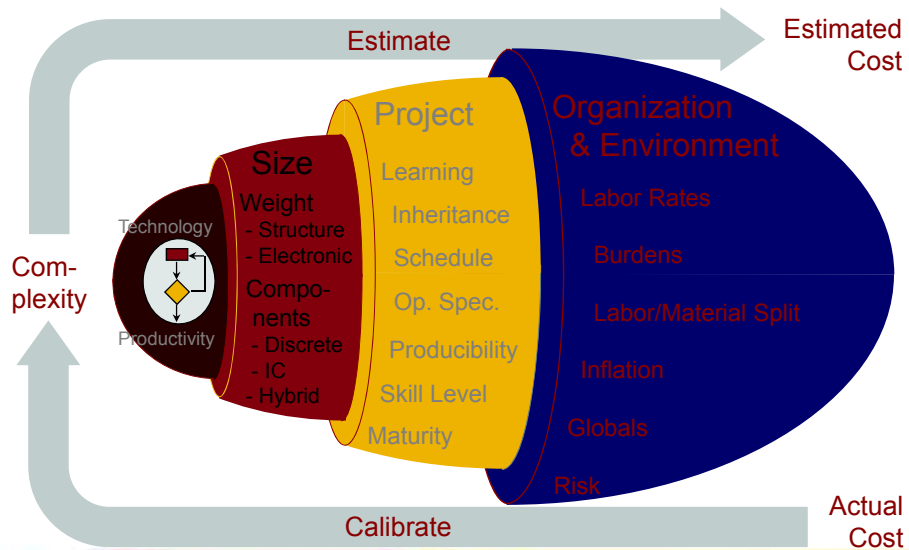 Estimate
Estimated
Cost
Com-
plexity
Technology
Productivity
Size
Weight
- Structure
- Electronic
Compo-
nents
- Discrete
- IC
- Hybrid
Project
Learning
Inheritance
Schedule
Op. Spec.
Producibility
Skill Level
Maturity
Organization
& Environment
Labor Rates
Burdens
Labor/Material Split
Inflation
Globals
Risk
Calibrate
Actual
Cost